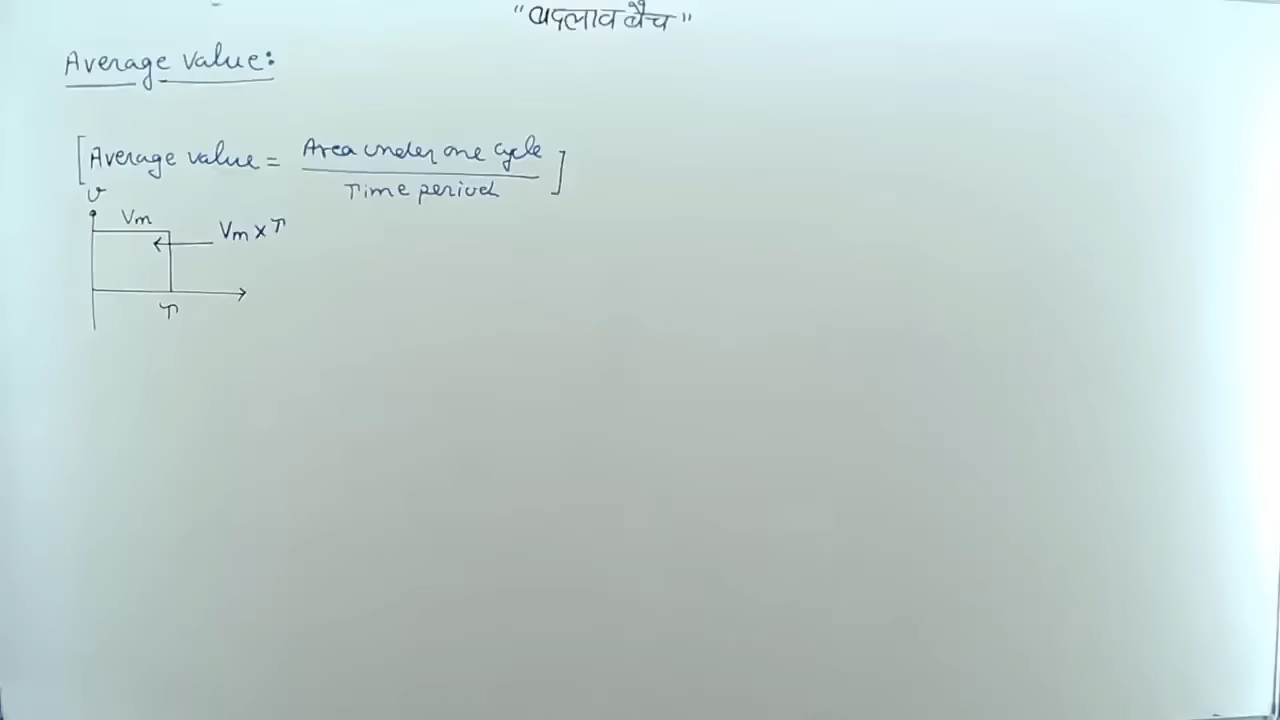 "बदलाव बैच"
Average value:
[Average value = Area under one cycle / Time period]
v
Vm
Vm × T
T